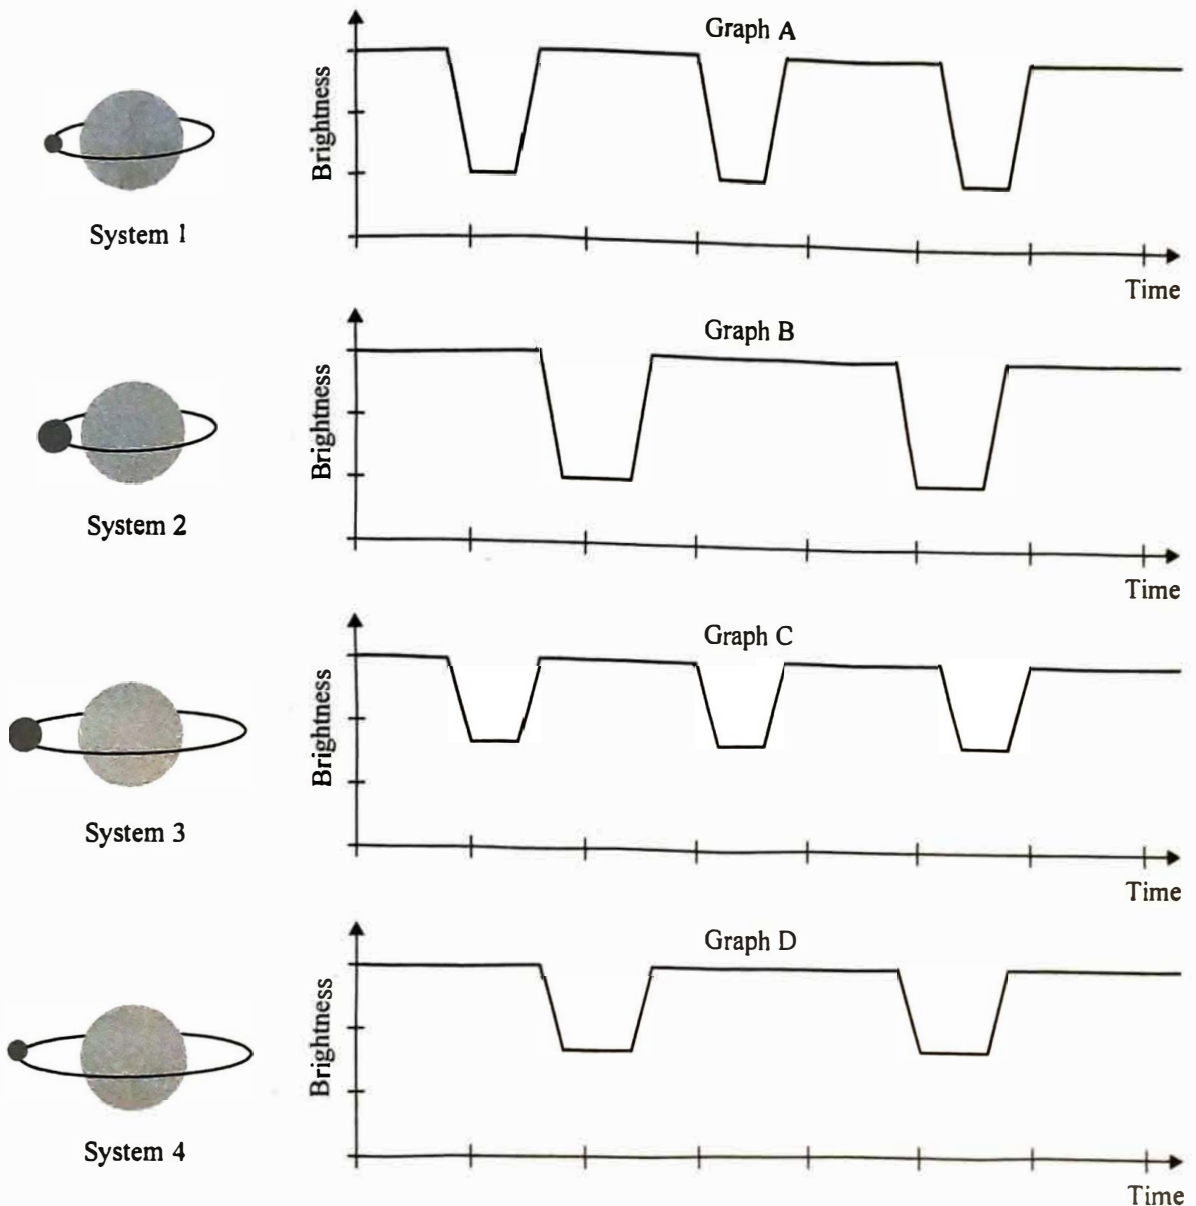 Graph A
Brightness
System 1
Time
Graph B
Brightness
System 2
Time
Graph C
Brightness
System 3
Time
Graph D
Brightness
System 4
Time